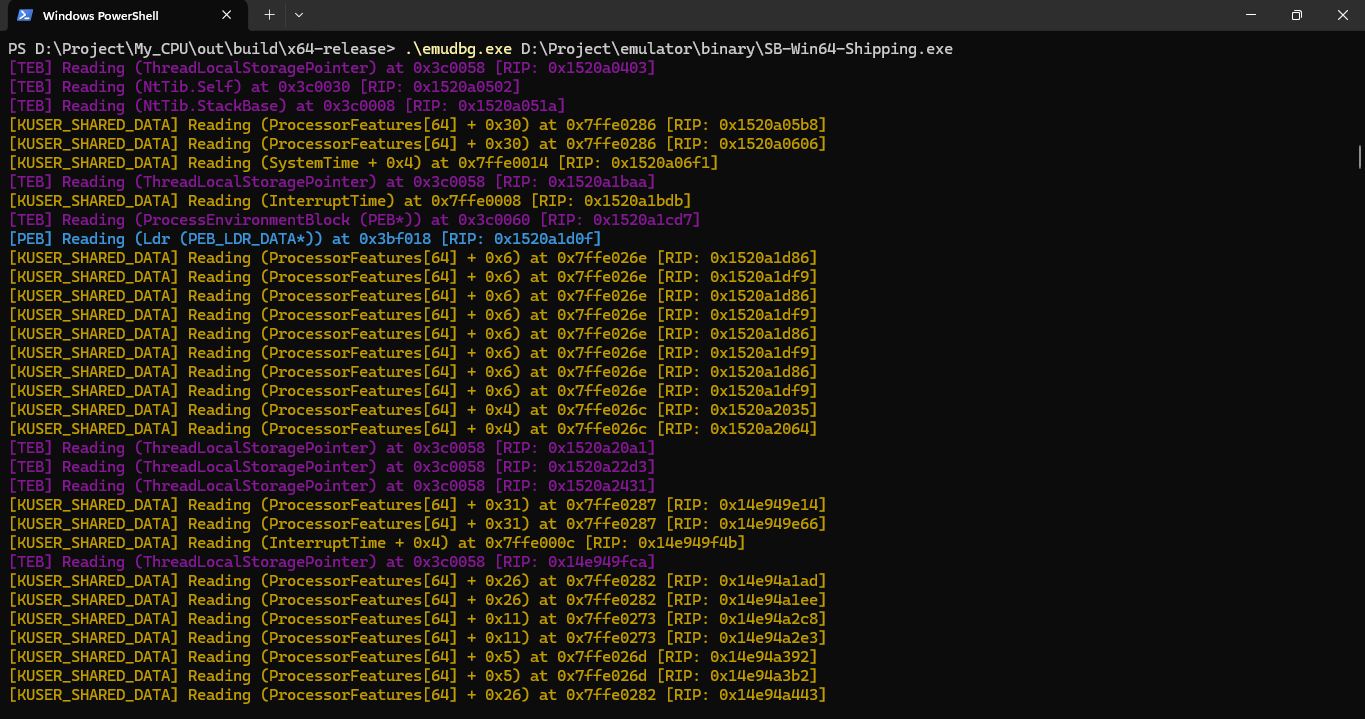 Windows PowerShell
PS D:\Project\My_CPU\out\build\x64-release> .\emudbg.exe D:\Project\emulator\binary\SB-Win64-Shipping.exe
[TEB] Reading (ThreadLocalStoragePointer) at 0x3c0058 [RIP: 0x1520a0403]
[TEB] Reading (NtTib.Self) at 0x3c0030 [RIP: 0x1520a0502]
[TEB] Reading (NtTib.StackBase) at 0x3c0008 [RIP: 0x1520a051a]
[KUSER_SHARED_DATA] Reading (ProcessorFeatures[64] + 0x30) at 0x7ffe0286 [RIP: 0x1520a05b8]
[KUSER_SHARED_DATA] Reading (ProcessorFeatures[64] + 0x30) at 0x7ffe0286 [RIP: 0x1520a0606]
[KUSER_SHARED_DATA] Reading (SystemTime + 0x4) at 0x7ffe0014 [RIP: 0x1520a06f1]
[TEB] Reading (ThreadLocalStoragePointer) at 0x3c0058 [RIP: 0x1520a1baa]
[KUSER_SHARED_DATA] Reading (InterruptTime) at 0x7ffe0008 [RIP: 0x1520a1bdb]
[TEB] Reading (ProcessEnvironmentBlock (PEB*)) at 0x3c0060 [RIP: 0x1520a1cd7]
[PEB] Reading (Ldr (PEB_LDR_DATA*)) at 0x3bf018 [RIP: 0x1520a1d0f]
[KUSER_SHARED_DATA] Reading (ProcessorFeatures[64] + 0x6) at 0x7ffe026e [RIP: 0x1520a1d86]
[KUSER_SHARED_DATA] Reading (ProcessorFeatures[64] + 0x6) at 0x7ffe026e [RIP: 0x1520a1df9]
[KUSER_SHARED_DATA] Reading (ProcessorFeatures[64] + 0x6) at 0x7ffe026e [RIP: 0x1520a1d86]
[KUSER_SHARED_DATA] Reading (ProcessorFeatures[64] + 0x6) at 0x7ffe026e [RIP: 0x1520a1df9]
[KUSER_SHARED_DATA] Reading (ProcessorFeatures[64] + 0x6) at 0x7ffe026e [RIP: 0x1520a1d86]
[KUSER_SHARED_DATA] Reading (ProcessorFeatures[64] + 0x6) at 0x7ffe026e [RIP: 0x1520a1df9]
[KUSER_SHARED_DATA] Reading (ProcessorFeatures[64] + 0x6) at 0x7ffe026e [RIP: 0x1520a1d86]
[KUSER_SHARED_DATA] Reading (ProcessorFeatures[64] + 0x6) at 0x7ffe026e [RIP: 0x1520a1df9]
[KUSER_SHARED_DATA] Reading (ProcessorFeatures[64] + 0x4) at 0x7ffe026c [RIP: 0x1520a2035]
[KUSER_SHARED_DATA] Reading (ProcessorFeatures[64] + 0x4) at 0x7ffe026c [RIP: 0x1520a2064]
[TEB] Reading (ThreadLocalStoragePointer) at 0x3c0058 [RIP: 0x1520a20a1]
[TEB] Reading (ThreadLocalStoragePointer) at 0x3c0058 [RIP: 0x1520a22d3]
[TEB] Reading (ThreadLocalStoragePointer) at 0x3c0058 [RIP: 0x1520a2431]
[KUSER_SHARED_DATA] Reading (ProcessorFeatures[64] + 0x31) at 0x7ffe0287 [RIP: 0x14e949e14]
[KUSER_SHARED_DATA] Reading (ProcessorFeatures[64] + 0x31) at 0x7ffe0287 [RIP: 0x14e949e66]
[KUSER_SHARED_DATA] Reading (InterruptTime + 0x4) at 0x7ffe000c [RIP: 0x14e949f4b]
[TEB] Reading (ThreadLocalStoragePointer) at 0x3c0058 [RIP: 0x14e949fca]
[KUSER_SHARED_DATA] Reading (ProcessorFeatures[64] + 0x26) at 0x7ffe0282 [RIP: 0x14e94a1ad]
[KUSER_SHARED_DATA] Reading (ProcessorFeatures[64] + 0x26) at 0x7ffe0282 [RIP: 0x14e94a1ee]
[KUSER_SHARED_DATA] Reading (ProcessorFeatures[64] + 0x11) at 0x7ffe0273 [RIP: 0x14e94a2c8]
[KUSER_SHARED_DATA] Reading (ProcessorFeatures[64] + 0x11) at 0x7ffe0273 [RIP: 0x14e94a2e3]
[KUSER_SHARED_DATA] Reading (ProcessorFeatures[64] + 0x5) at 0x7ffe026d [RIP: 0x14e94a392]
[KUSER_SHARED_DATA] Reading (ProcessorFeatures[64] + 0x5) at 0x7ffe026d [RIP: 0x14e94a3b2]
[KUSER_SHARED_DATA] Reading (ProcessorFeatures[64] + 0x26) at 0x7ffe0282 [RIP: 0x14e94a443]